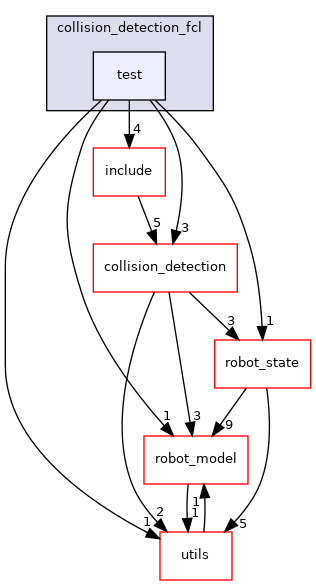 collision_detection_fcl
test
4
include
5
3
collision_detection
3
1
robot_state
1
3
9
robot_model
1
1
2
1
5
utils